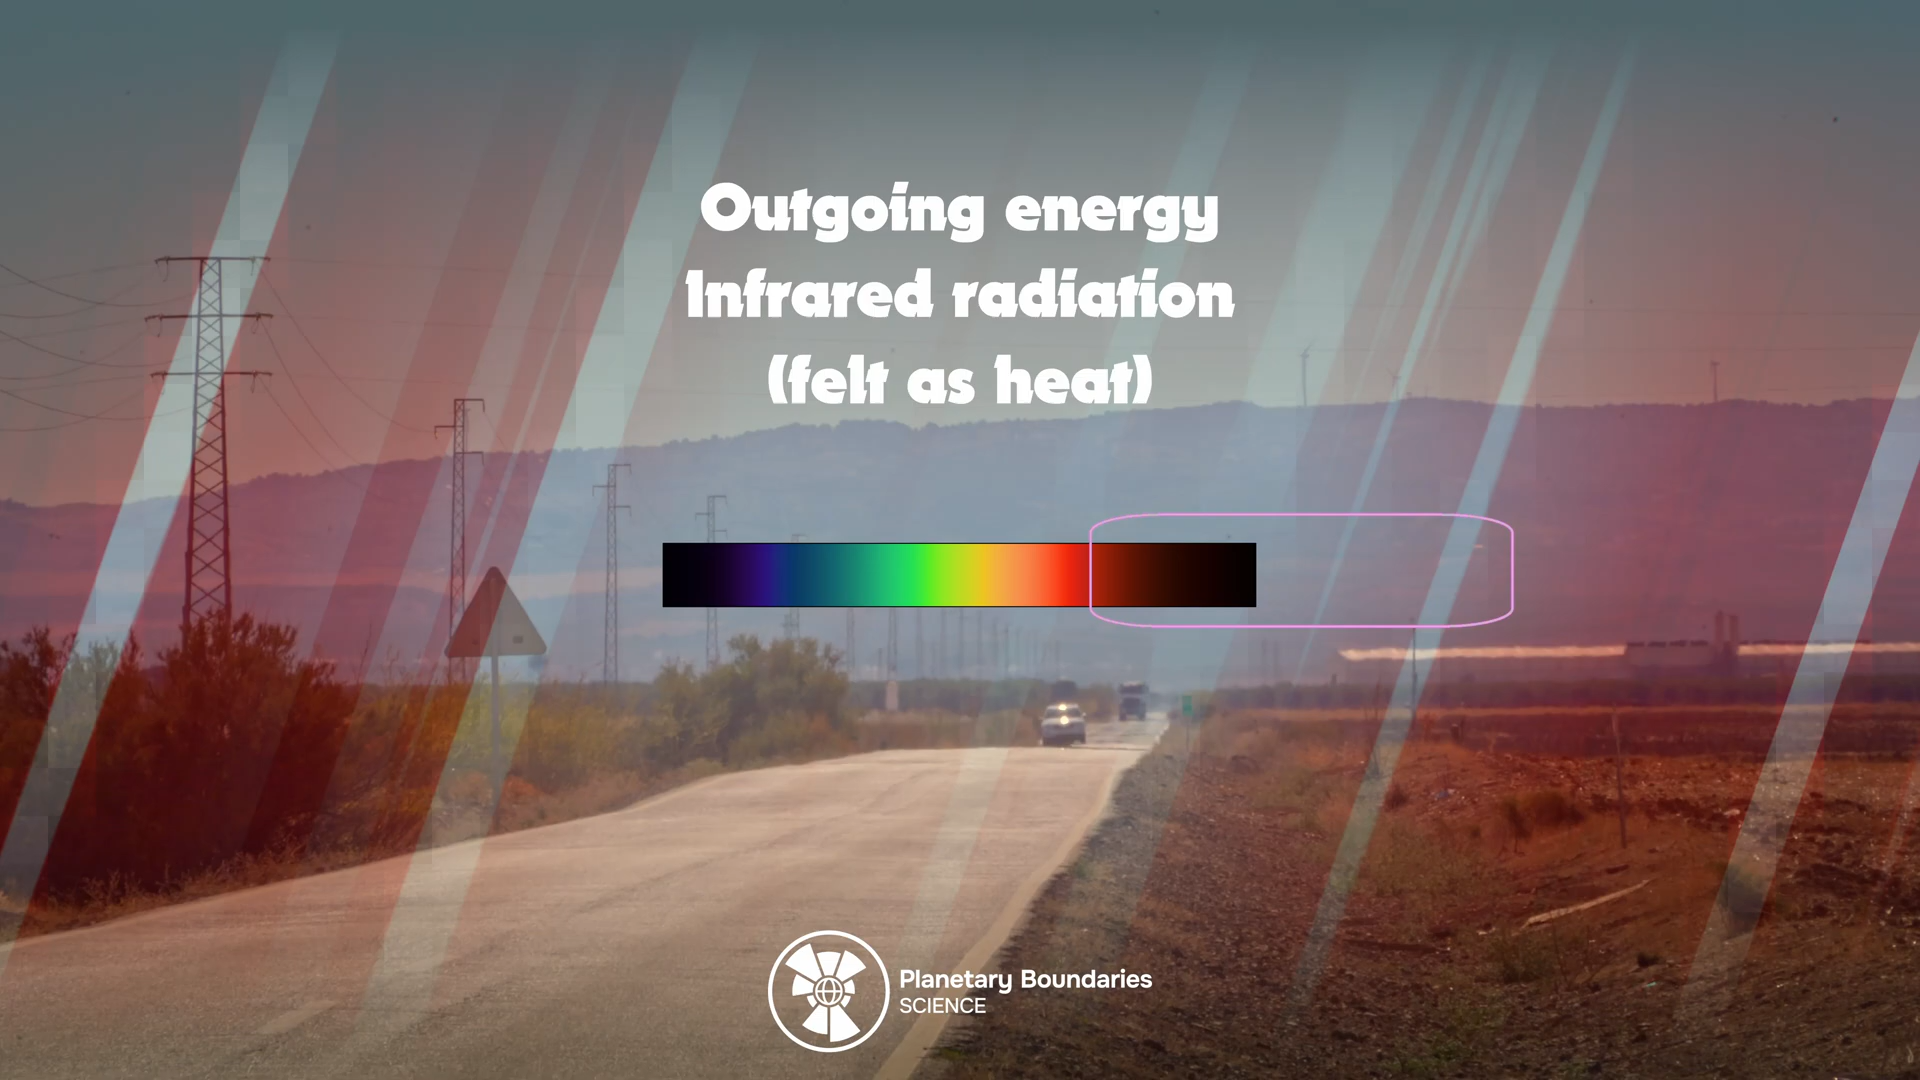 Outgoing energy
Infrared radiation
(felt as heat)
Planetary Boundaries
SCIENCE